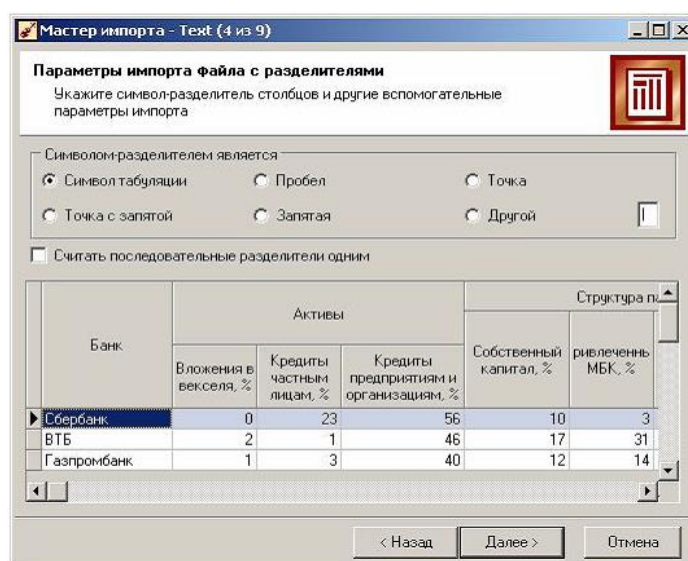 Мастер импорта - Text (4 из 9)
Параметры импорта файла с разделителями
Укажите символ-разделитель столбцов и другие вспомогательные
параметры импорта
Символом-разделителем является
Символ табуляции Пробел Точка
Точка с запятой Запятая Другой
Считать последовательные разделители одним
Банк Активы Структура па
Вложения в векселя, % Кредиты частным лицам, % Кредиты предприятиям и организациям, % Собственный капитал, % ривлеченнь МБК, %
Сбербанк 0 23 56 10 3
ВТБ 2 1 46 17 31
Газпромбанк 1 3 40 12 14
< Назад Далее > Отмена